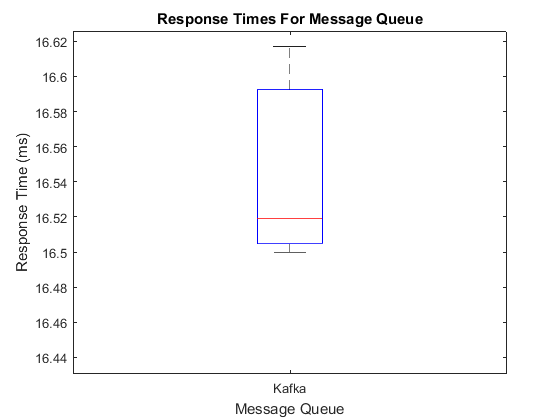 Response Times For Message Queue
16.62
16.6
16.58
16.56
16.54
16.52
16.5
16.48
16.46
16.44
Response Time (ms)
Kafka
Message Queue